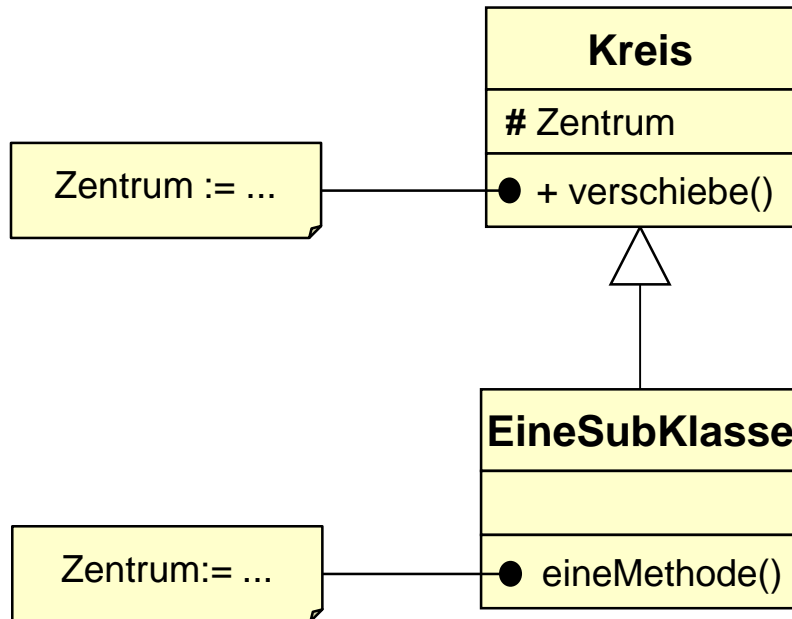 Kreis
# Zentrum
Zentrum := ...
+ verschiebe()
EineSubKlasse
Zentrum:= ...
eineMethode()